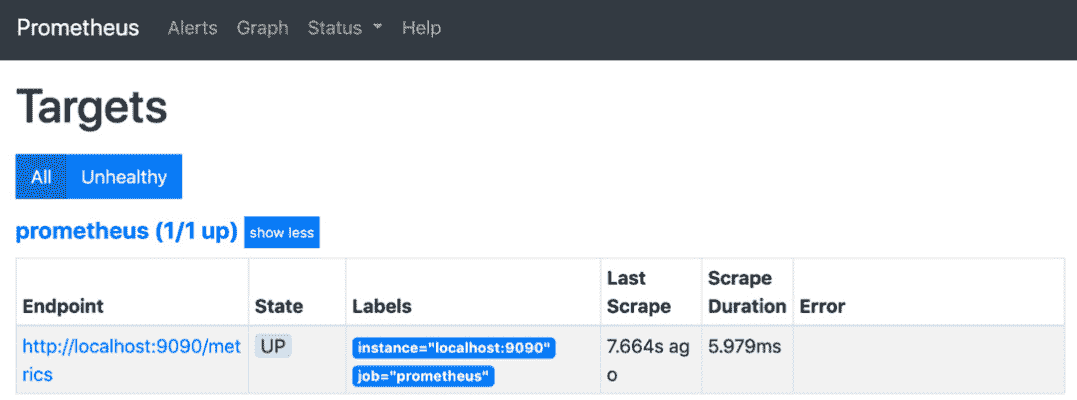 Prometheus Alerts Graph Status Help
Targets
All Unhealthy
prometheus (1/1 up) show less
Endpoint State Labels Last Scrape Scrape Duration Error
http://localhost:9090/metrics UP instance="localhost:9090" 7.664s ago 5.979ms
job="prometheus"